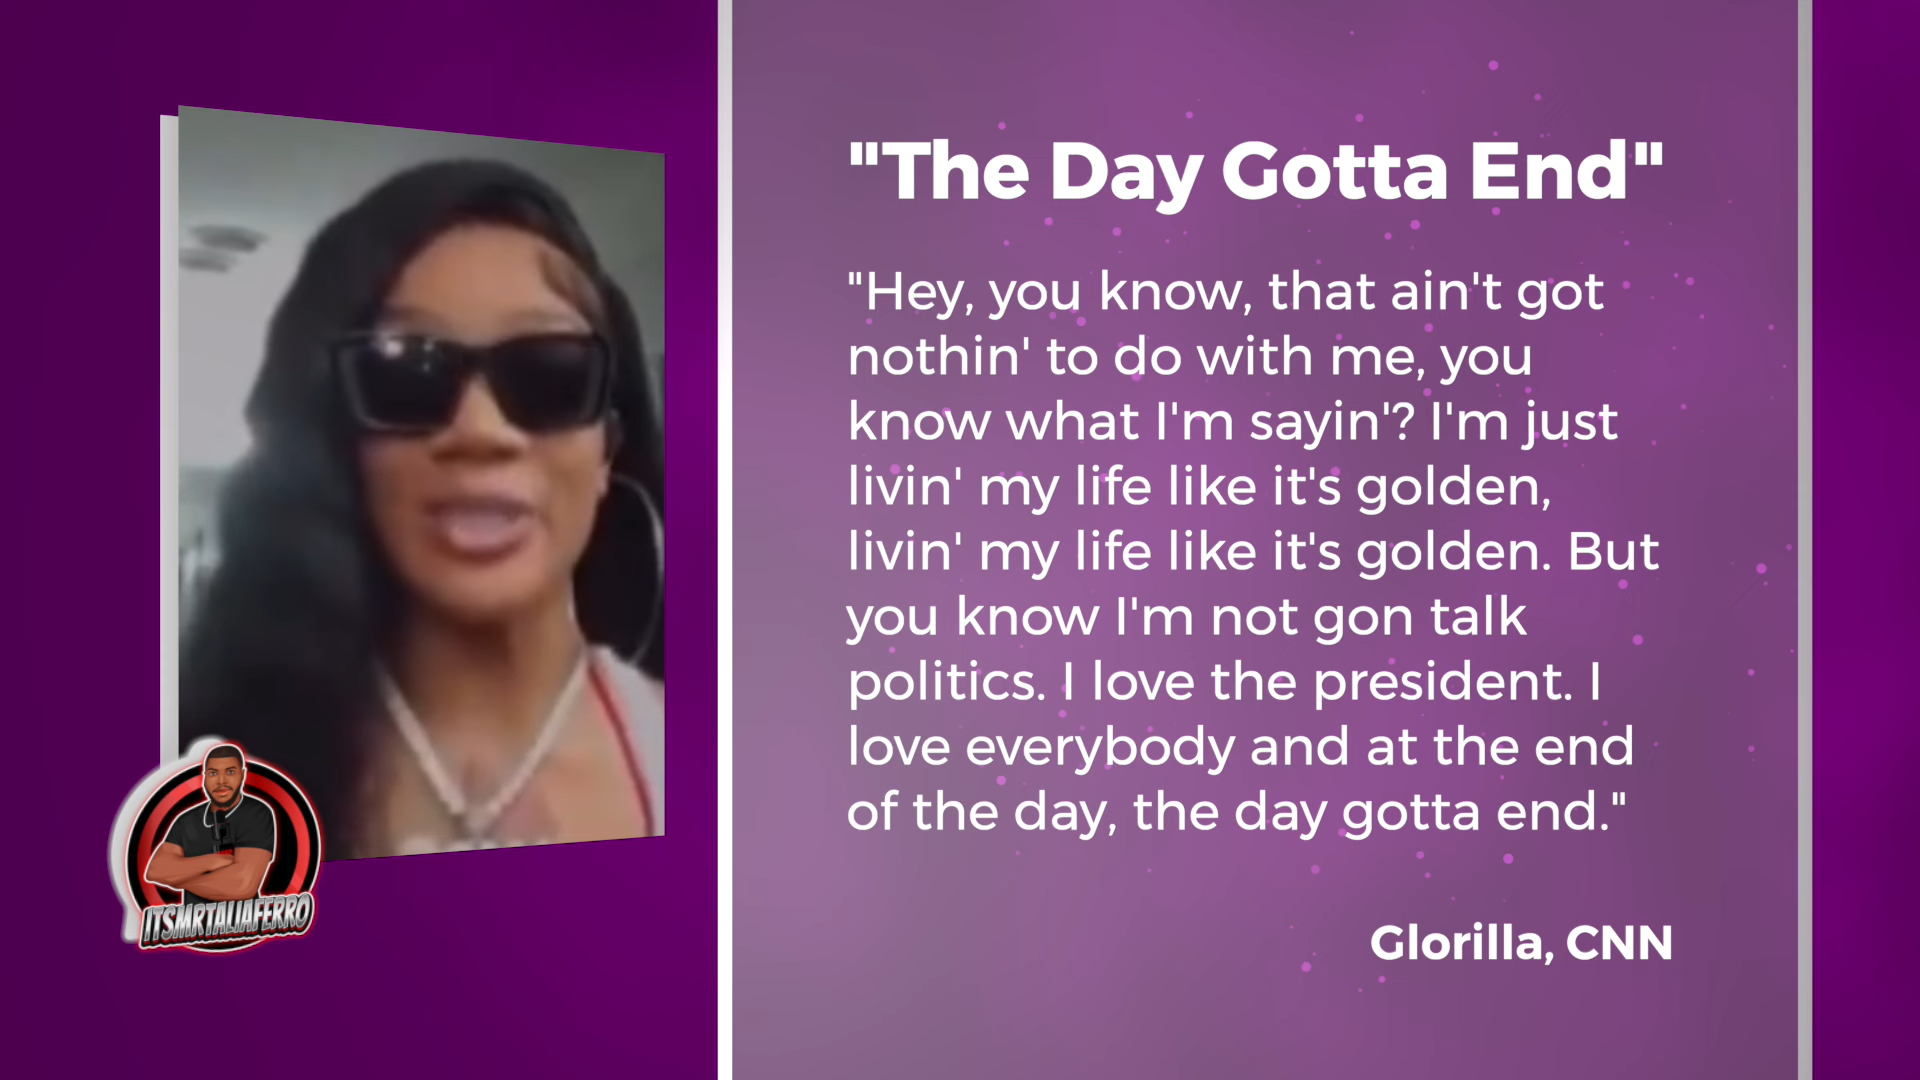 "The Day Gotta End"
"Hey, you know, that ain't got
nothin' to do with me, you
know what I'm sayin'? I'm just
livin' my life like it's golden,
livin' my life like it's golden. But
you know I'm not gon talk
politics. I love the president. I
love everybody and at the end
of the day, the day gotta end."
Glorilla, CNN
ITSMRTALIAFERRO